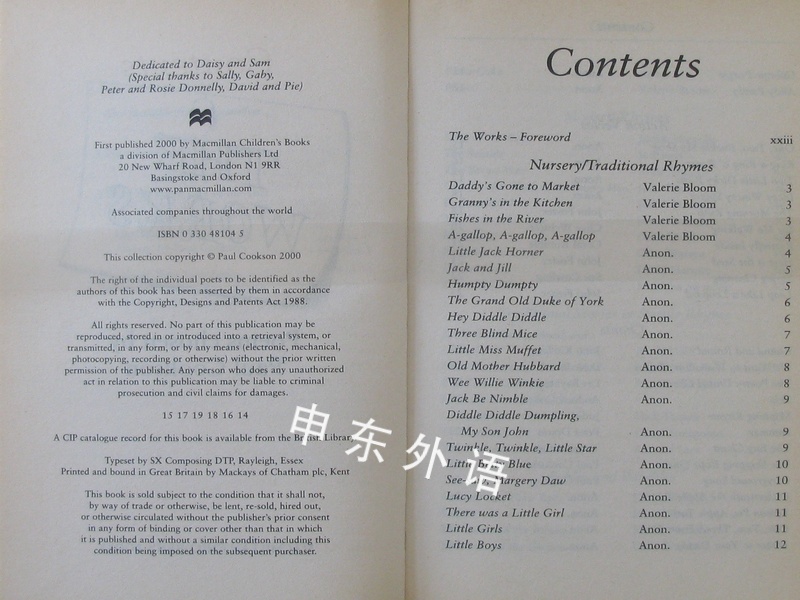 Dedicated to Daisy and Sam
(Special thanks to Sally, Gaby,
Peter and Rosie Donnelly, David and Pie)
First published 2000 by Macmillan Children's Books
a division of Macmillan Publishers Ltd
20 New Wharf Road, London N1 9RR
Basingstoke and Oxford
www.panmacmillan.com
Associated companies throughout the world
ISBN 0 330 48104 5
This collection copyright © Paul Cookson 2000
The right of the individual poets to be identified as the
authors of this book has been asserted by them in accordance
with the Copyright, Designs and Patents Act 1988.
All rights reserved. No part of this publication may be
reproduced, stored in or introduced into a retrieval system, or
transmitted, in any form, or by any means (electronic, mechanical,
photocopying, recording or otherwise) without the prior written
permission of the publisher. Any person who does any unauthorized
act in relation to this publication may be liable to criminal
prosecution and civil claims for damages.
15 17 19 18 16 14
A CIP catalogue record for this book is available from the British Library.
Typeset by SX Composing DTP, Rayleigh, Essex
Printed and bound in Great Britain by Mackays of Chatham plc, Kent
This book is sold subject to the condition that it shall not,
by way of trade or otherwise, be lent, re-sold, hired out,
or otherwise circulated without the publisher's prior consent
in any form of binding or cover other than that in which
it is published and without a similar condition including this
condition being imposed on the subsequent purchaser.
Contents
The Works – Foreword xxiii
Nursery/Traditional Rhymes
Daddy's Gone to Market Valerie Bloom 3
Granny's in the Kitchen Valerie Bloom 3
Fishes in the River Valerie Bloom 3
A-gallop, A-gallop, A-gallop Valerie Bloom 4
Little Jack Horner Anon. 4
Jack and Jill Anon. 5
Humpty Dumpty Anon. 5
The Grand Old Duke of York Anon. 6
Hey Diddle Diddle Anon. 6
Three Blind Mice Anon. 7
Little Miss Muffet Anon. 7
Old Mother Hubbard Anon. 8
Wee Willie Winkie Anon. 8
Jack Be Nimble Anon. 9
Diddle Diddle Dumpling,
My Son John Anon. 9
Twinkle, Twinkle, Little Star Anon. 9
Little Boy Blue Anon. 10
See-Saw, Margery Daw Anon. 10
Lucy Locket Anon. 11
There was a Little Girl Anon. 11
Little Girls Anon. 11
Little Boys Anon. 12
申东外语